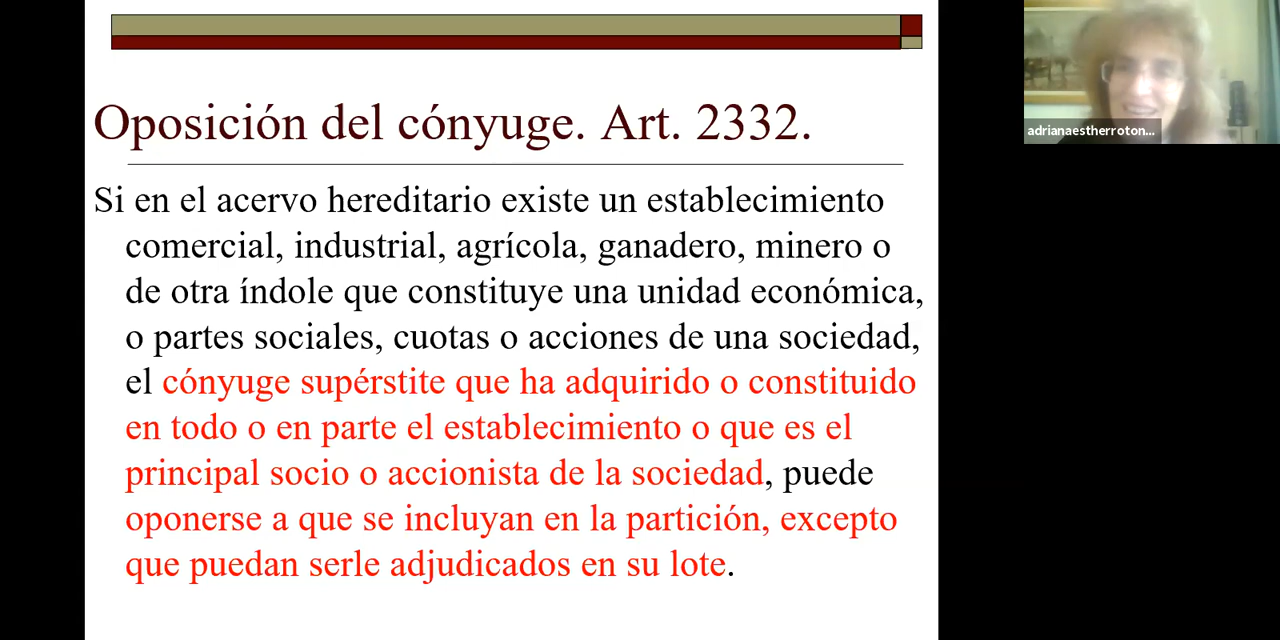 Oposición del cónyuge. Art. 2332.
Si en el acervo hereditario existe un establecimiento
comercial, industrial, agrícola, ganadero, minero o
de otra índole que constituye una unidad económica,
o partes sociales, cuotas o acciones de una sociedad,
el cónyuge supérstite que ha adquirido o constituido
en todo o en parte el establecimiento o que es el
principal socio o accionista de la sociedad, puede
oponerse a que se incluyan en la partición, excepto
que puedan serle adjudicados en su lote.
adrianaestherroton...